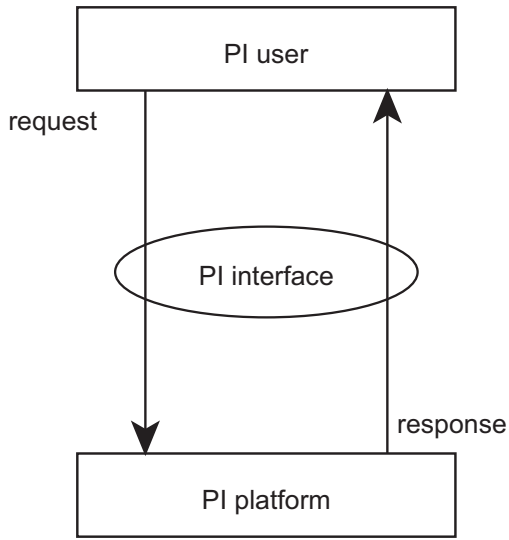 PI user
request
PI interface
response
PI platform